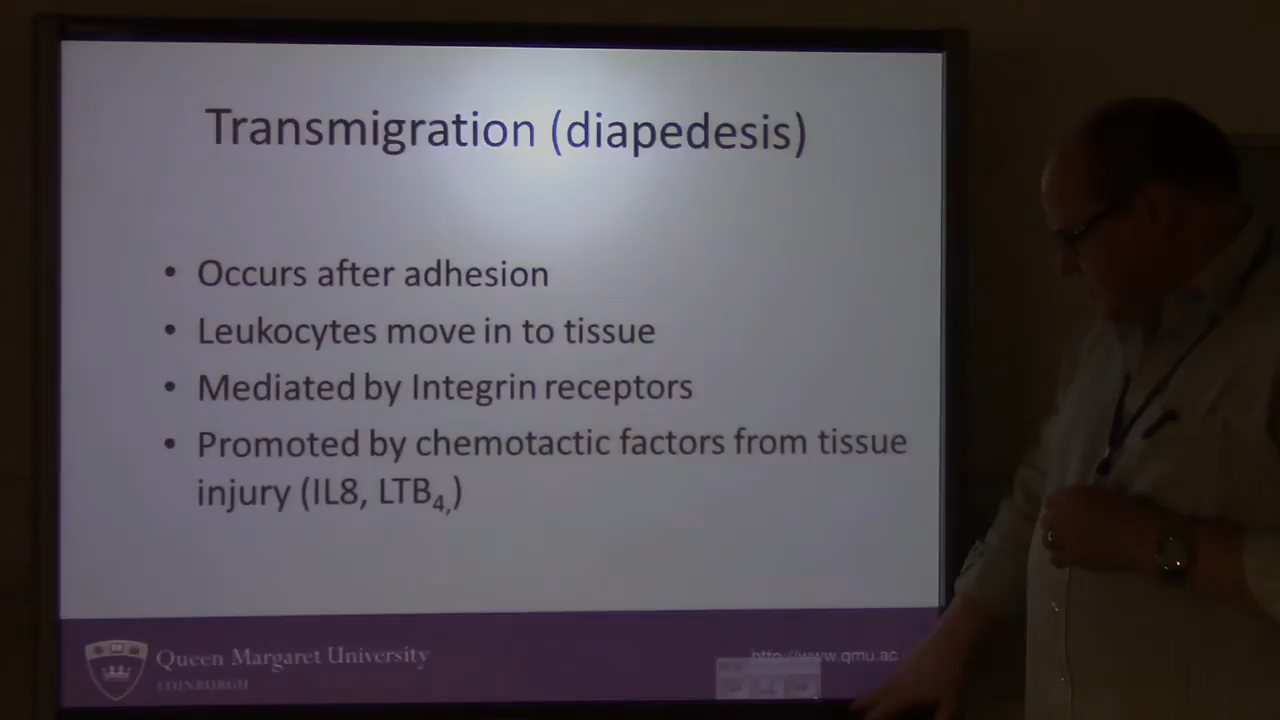 Transmigration (diapedesis)
• Occurs after adhesion
• Leukocytes move in to tissue
• Mediated by Integrin receptors
• Promoted by chemotactic factors from tissue
injury (IL8, LTB₄,)
Queen Margaret University
EDINBURGH
http://www.qmu.ac